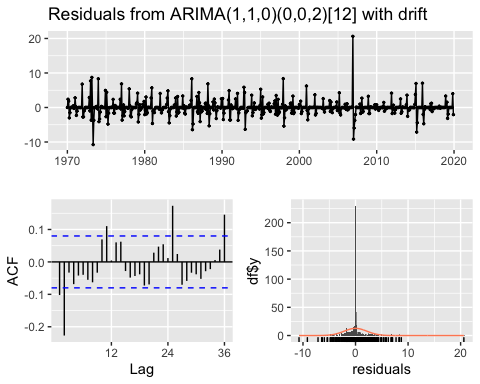 Residuals from ARIMA(1,1,0)(0,0,2)[12] with drift
20
10
0
-10
1970 1980 1990 2000 2010 2020
0.1
0.0
-0.1
-0.2
ACF
12 24 36
Lag
200
150
100
50
0
df$y
-10 0 10 20
residuals